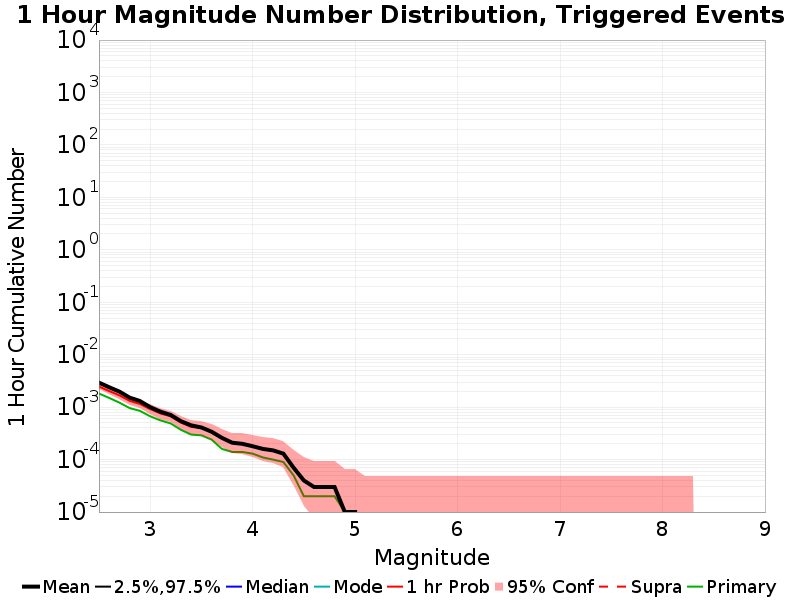 1 Hour Magnitude Number Distribution, Triggered Events
10^4
10^3
10^2
10^1
10^0
10^-1
10^-2
10^-3
10^-4
10^-5
1 Hour Cumulative Number
3 4 5 6 7 8 9
Magnitude
Mean 2.5%,97.5% Median Mode 1 hr Prob 95% Conf Supra Primary